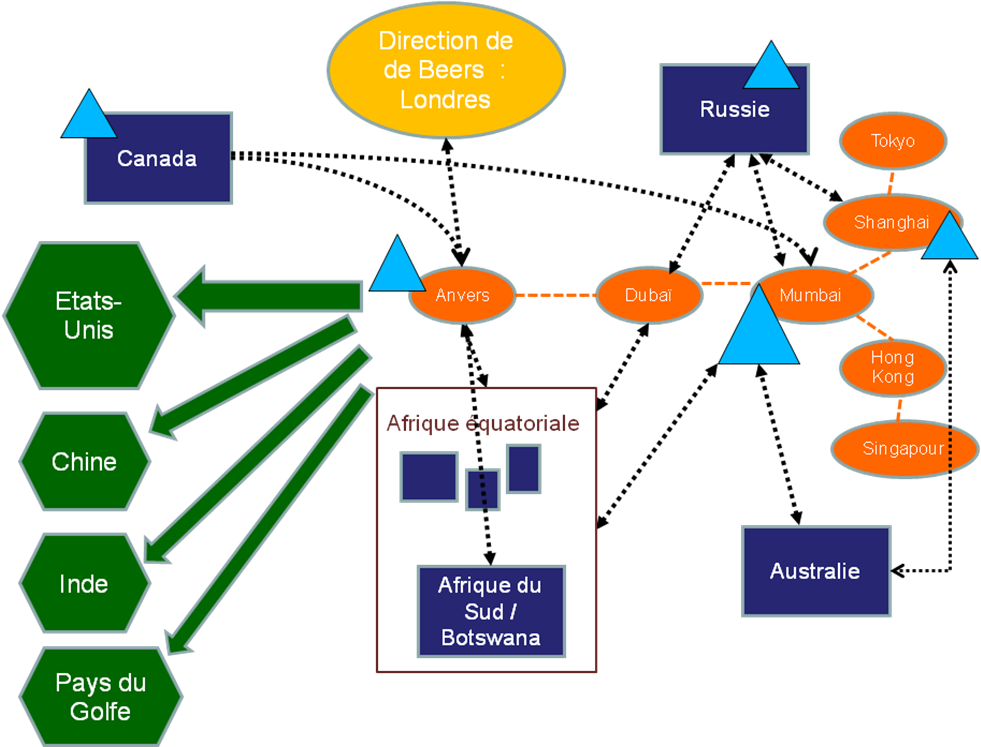 Direction de
de Beers  :
Londres
Russie
Canada
Tokyo
Shanghai
Etats-
Unis
Anvers
Dubaï
Mumbai
Hong
Kong
Afrique équatoriale
Chine
Singapour
Inde
Afrique du
Sud /
Botswana
Australie
Pays du
Golfe